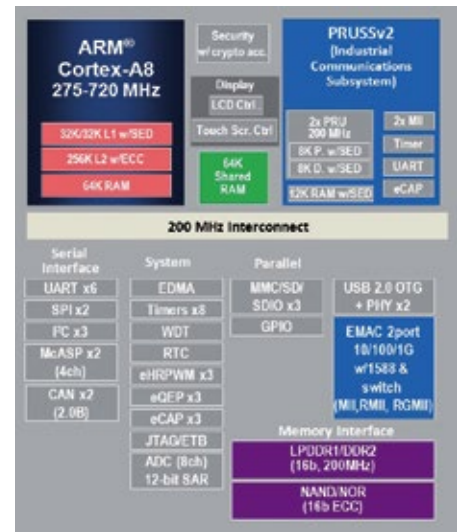 ARM®
Cortex-A8
275-720 MHz
32K/32K L1 w/SED
256K L2 w/ECC
64K RAM
Security
w/ crypto acc.
Display
LCD Ctrl
Touch Scr. Ctrl
64K
Shared
RAM
PRUSSv2
(Industrial
Communications
Subsystem)
2x PRU
200 MHz
8K P. w/SED
8K D. w/SED
12K RAM w/SED
2x MII
Timer
UART
eCAP
200 MHz Interconnect
Serial
Interface
UART x6
SPI x2
I²C x3
McASP x2
(4ch)
CAN x2
(2.0B)
System
EDMA
Timers x8
WDT
RTC
eHRPWM x3
eQEP x3
eCAP x3
JTAG/ETB
ADC (8ch)
12-bit SAR
Parallel
MMC/SD/
SDIO x3
GPIO
USB 2.0 OTG
+ PHY x2
EMAC 2port
10/100/1G
w/1588 &
switch
(MII,RMII, RGMII)
Memory Interface
LPDDR1/DDR2
(16b, 200MHz)
NAND/NOR
(16b ECC)